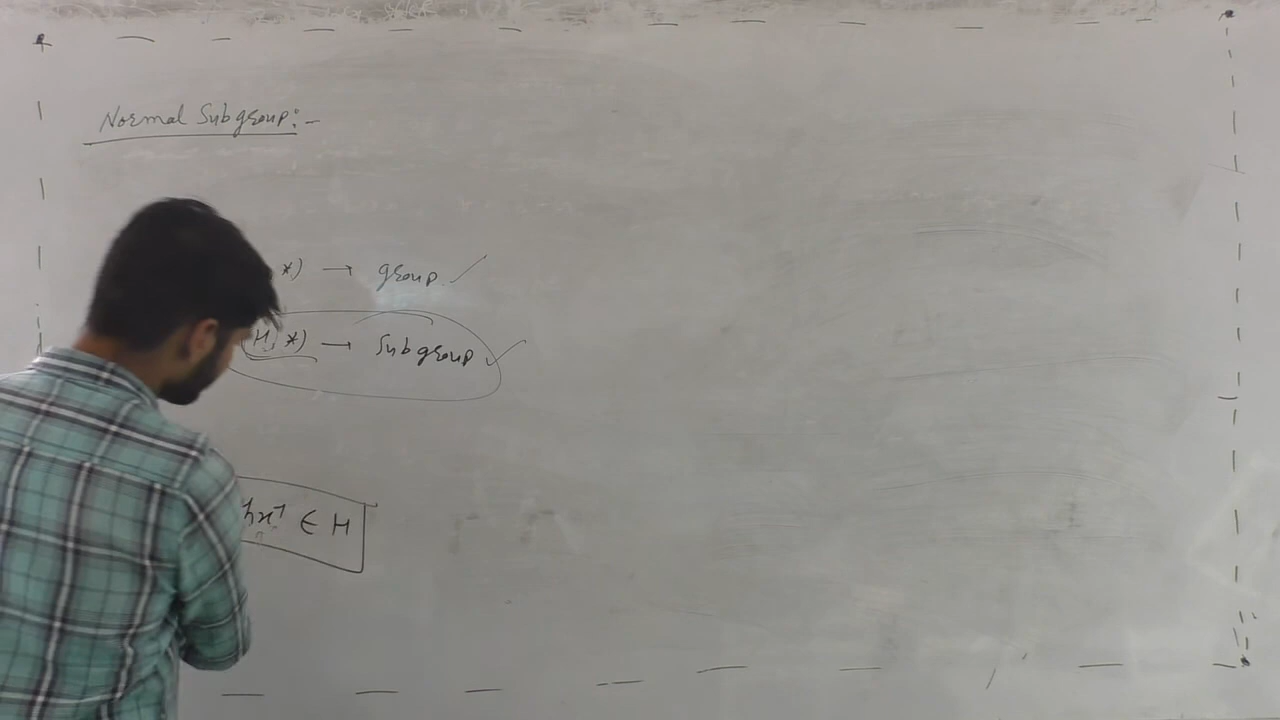 Normal Subgroup:-
*) → group ✓
H, *) → Subgroup ✓
hx⁻¹ ∈ H